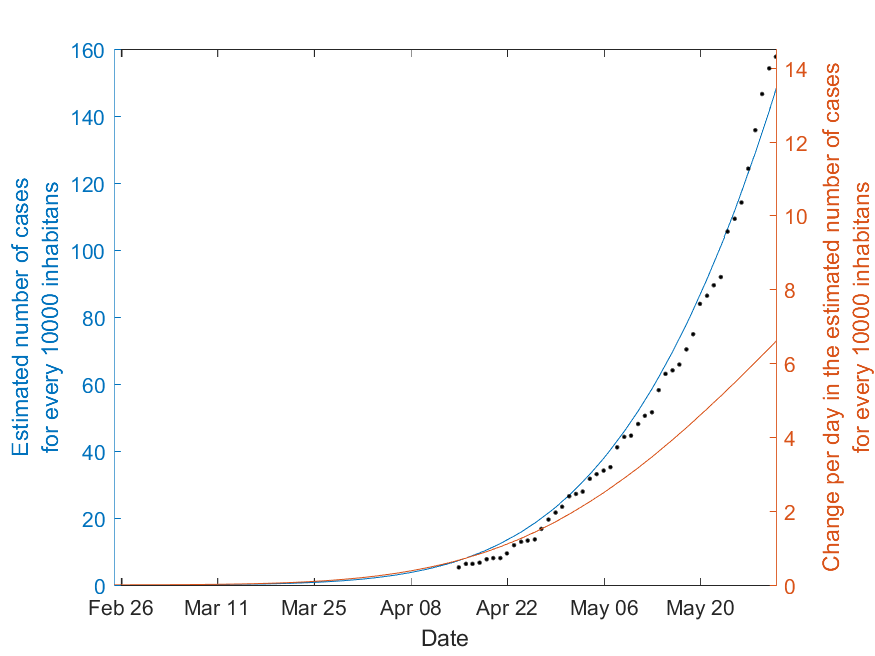 Estimated number of cases
for every 10000 inhabitans
160
140
120
100
80
60
40
20
0
14
12
10
8
6
4
2
0
Change per day in the estimated number of cases
for every 10000 inhabitans
Feb 26 Mar 11 Mar 25 Apr 08 Apr 22 May 06 May 20
Date